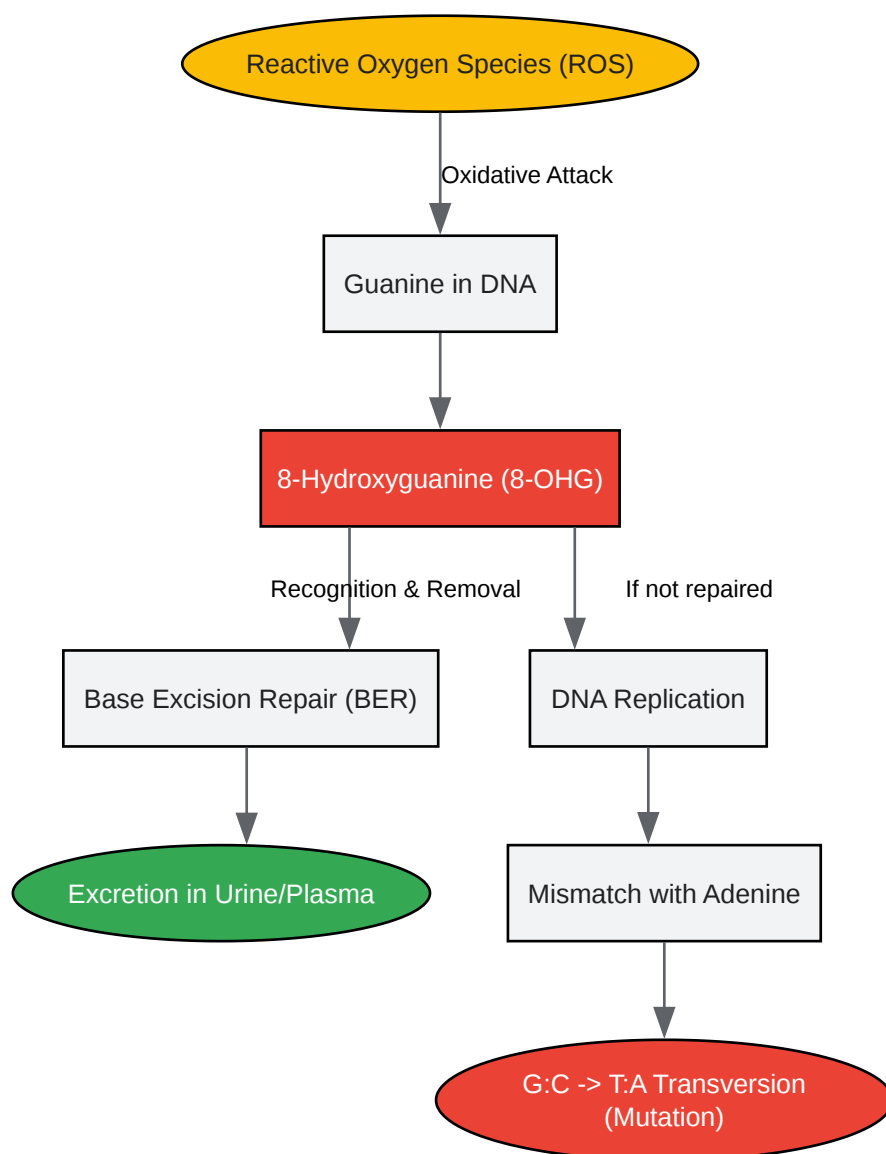 Reactive Oxygen Species (ROS)
Oxidative Attack
Guanine in DNA
8-Hydroxyguanine (8-OHG)
Recognition & Removal
If not repaired
Base Excision Repair (BER)
DNA Replication
Excretion in Urine/Plasma
Mismatch with Adenine
G:C -> T:A Transversion
(Mutation)